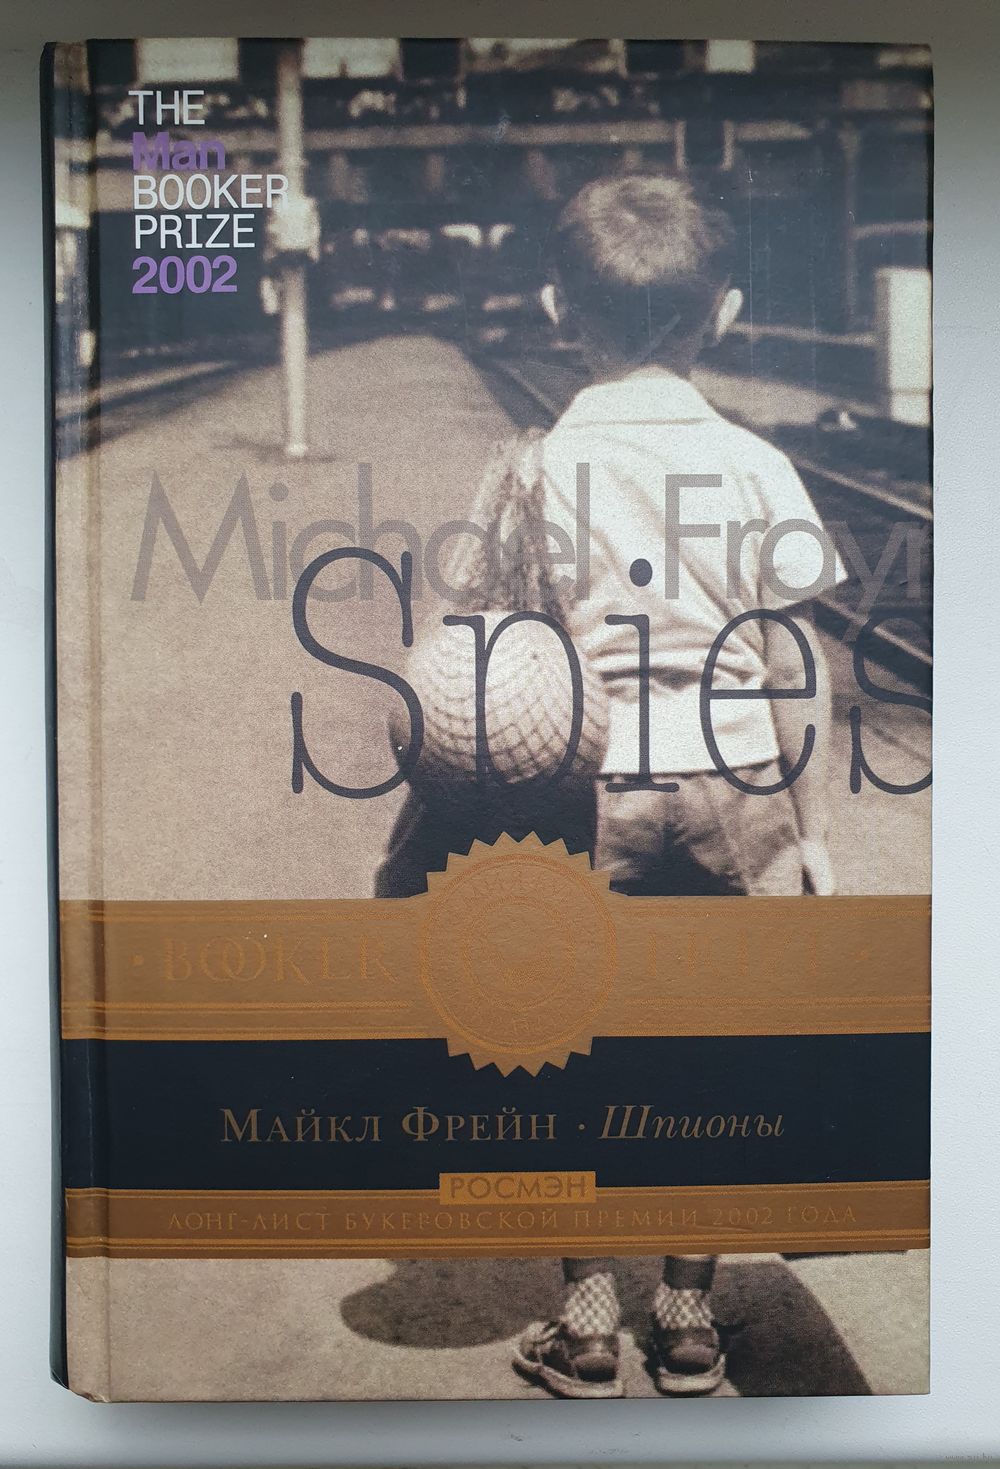 THE
Man
BOOKER
PRIZE
2002
Michael Frayn
Spies
BOOKER PRIZE
МАЙКЛ ФРЕЙН · Шпионы
РОСМЭН
ЛОНГ-ЛИСТ БУКЕРОВСКОЙ ПРЕМИИ 2002 ГОДА